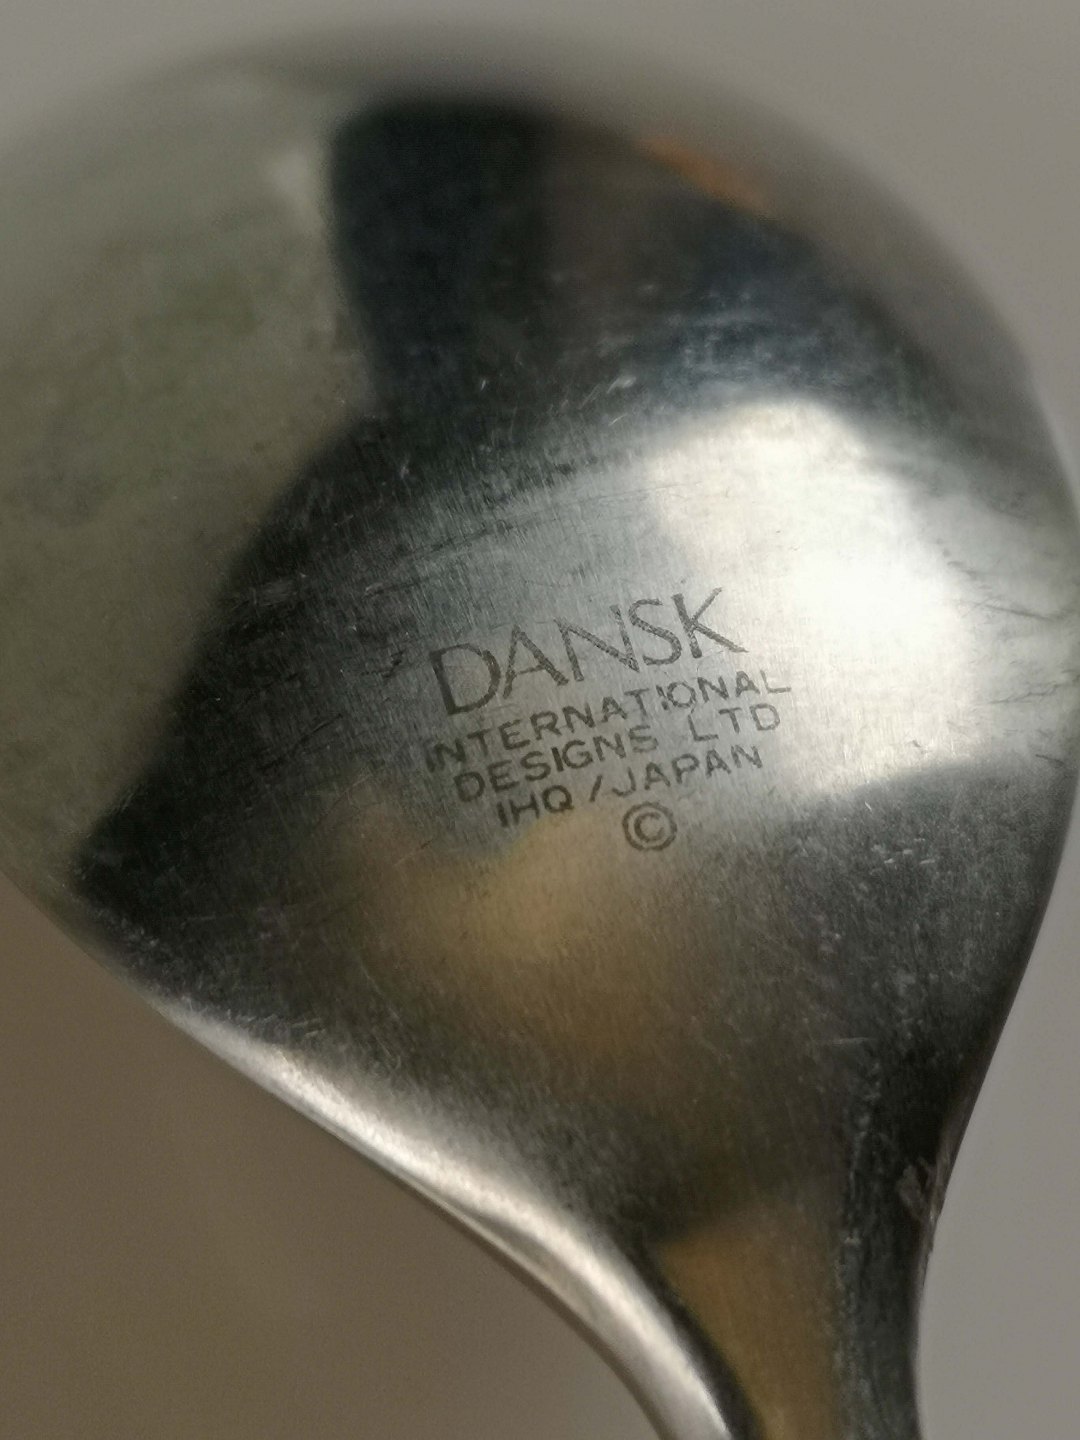 DANSK
INTERNATIONAL
DESIGNS LTD
IHQ/JAPAN
©